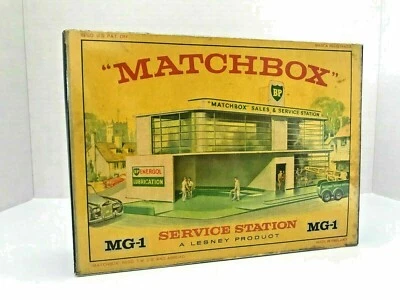 "MATCHBOX"
BP
"MATCHBOX" SALES & SERVICE STATION
BP ENERGOL
LUBRICATION
SERVICE STATION
MG-1 MG-1
A LESNEY PRODUCT